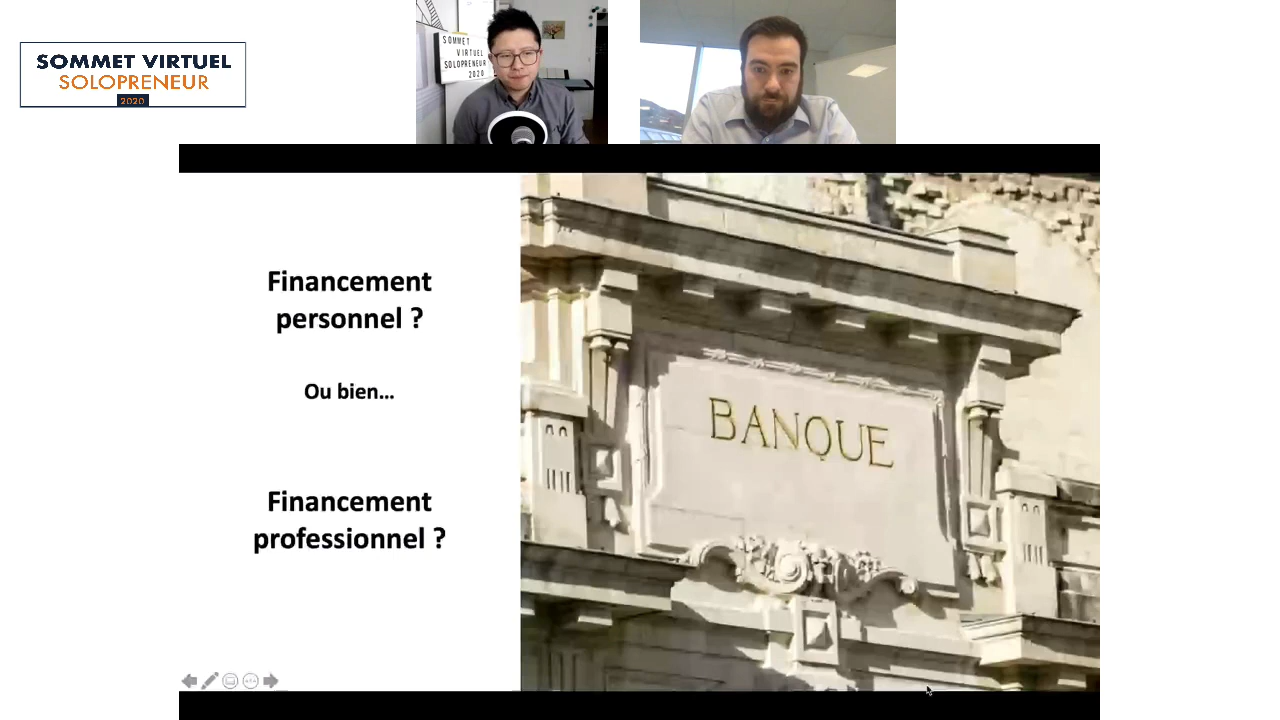 SOMMET VIRTUEL
SOLOPRENEUR
2020
SOMMET
VIRTUEL
SOLOPRENEUR
2020
Financement
personnel ?
Ou bien...
Financement
professionnel ?
BANQUE